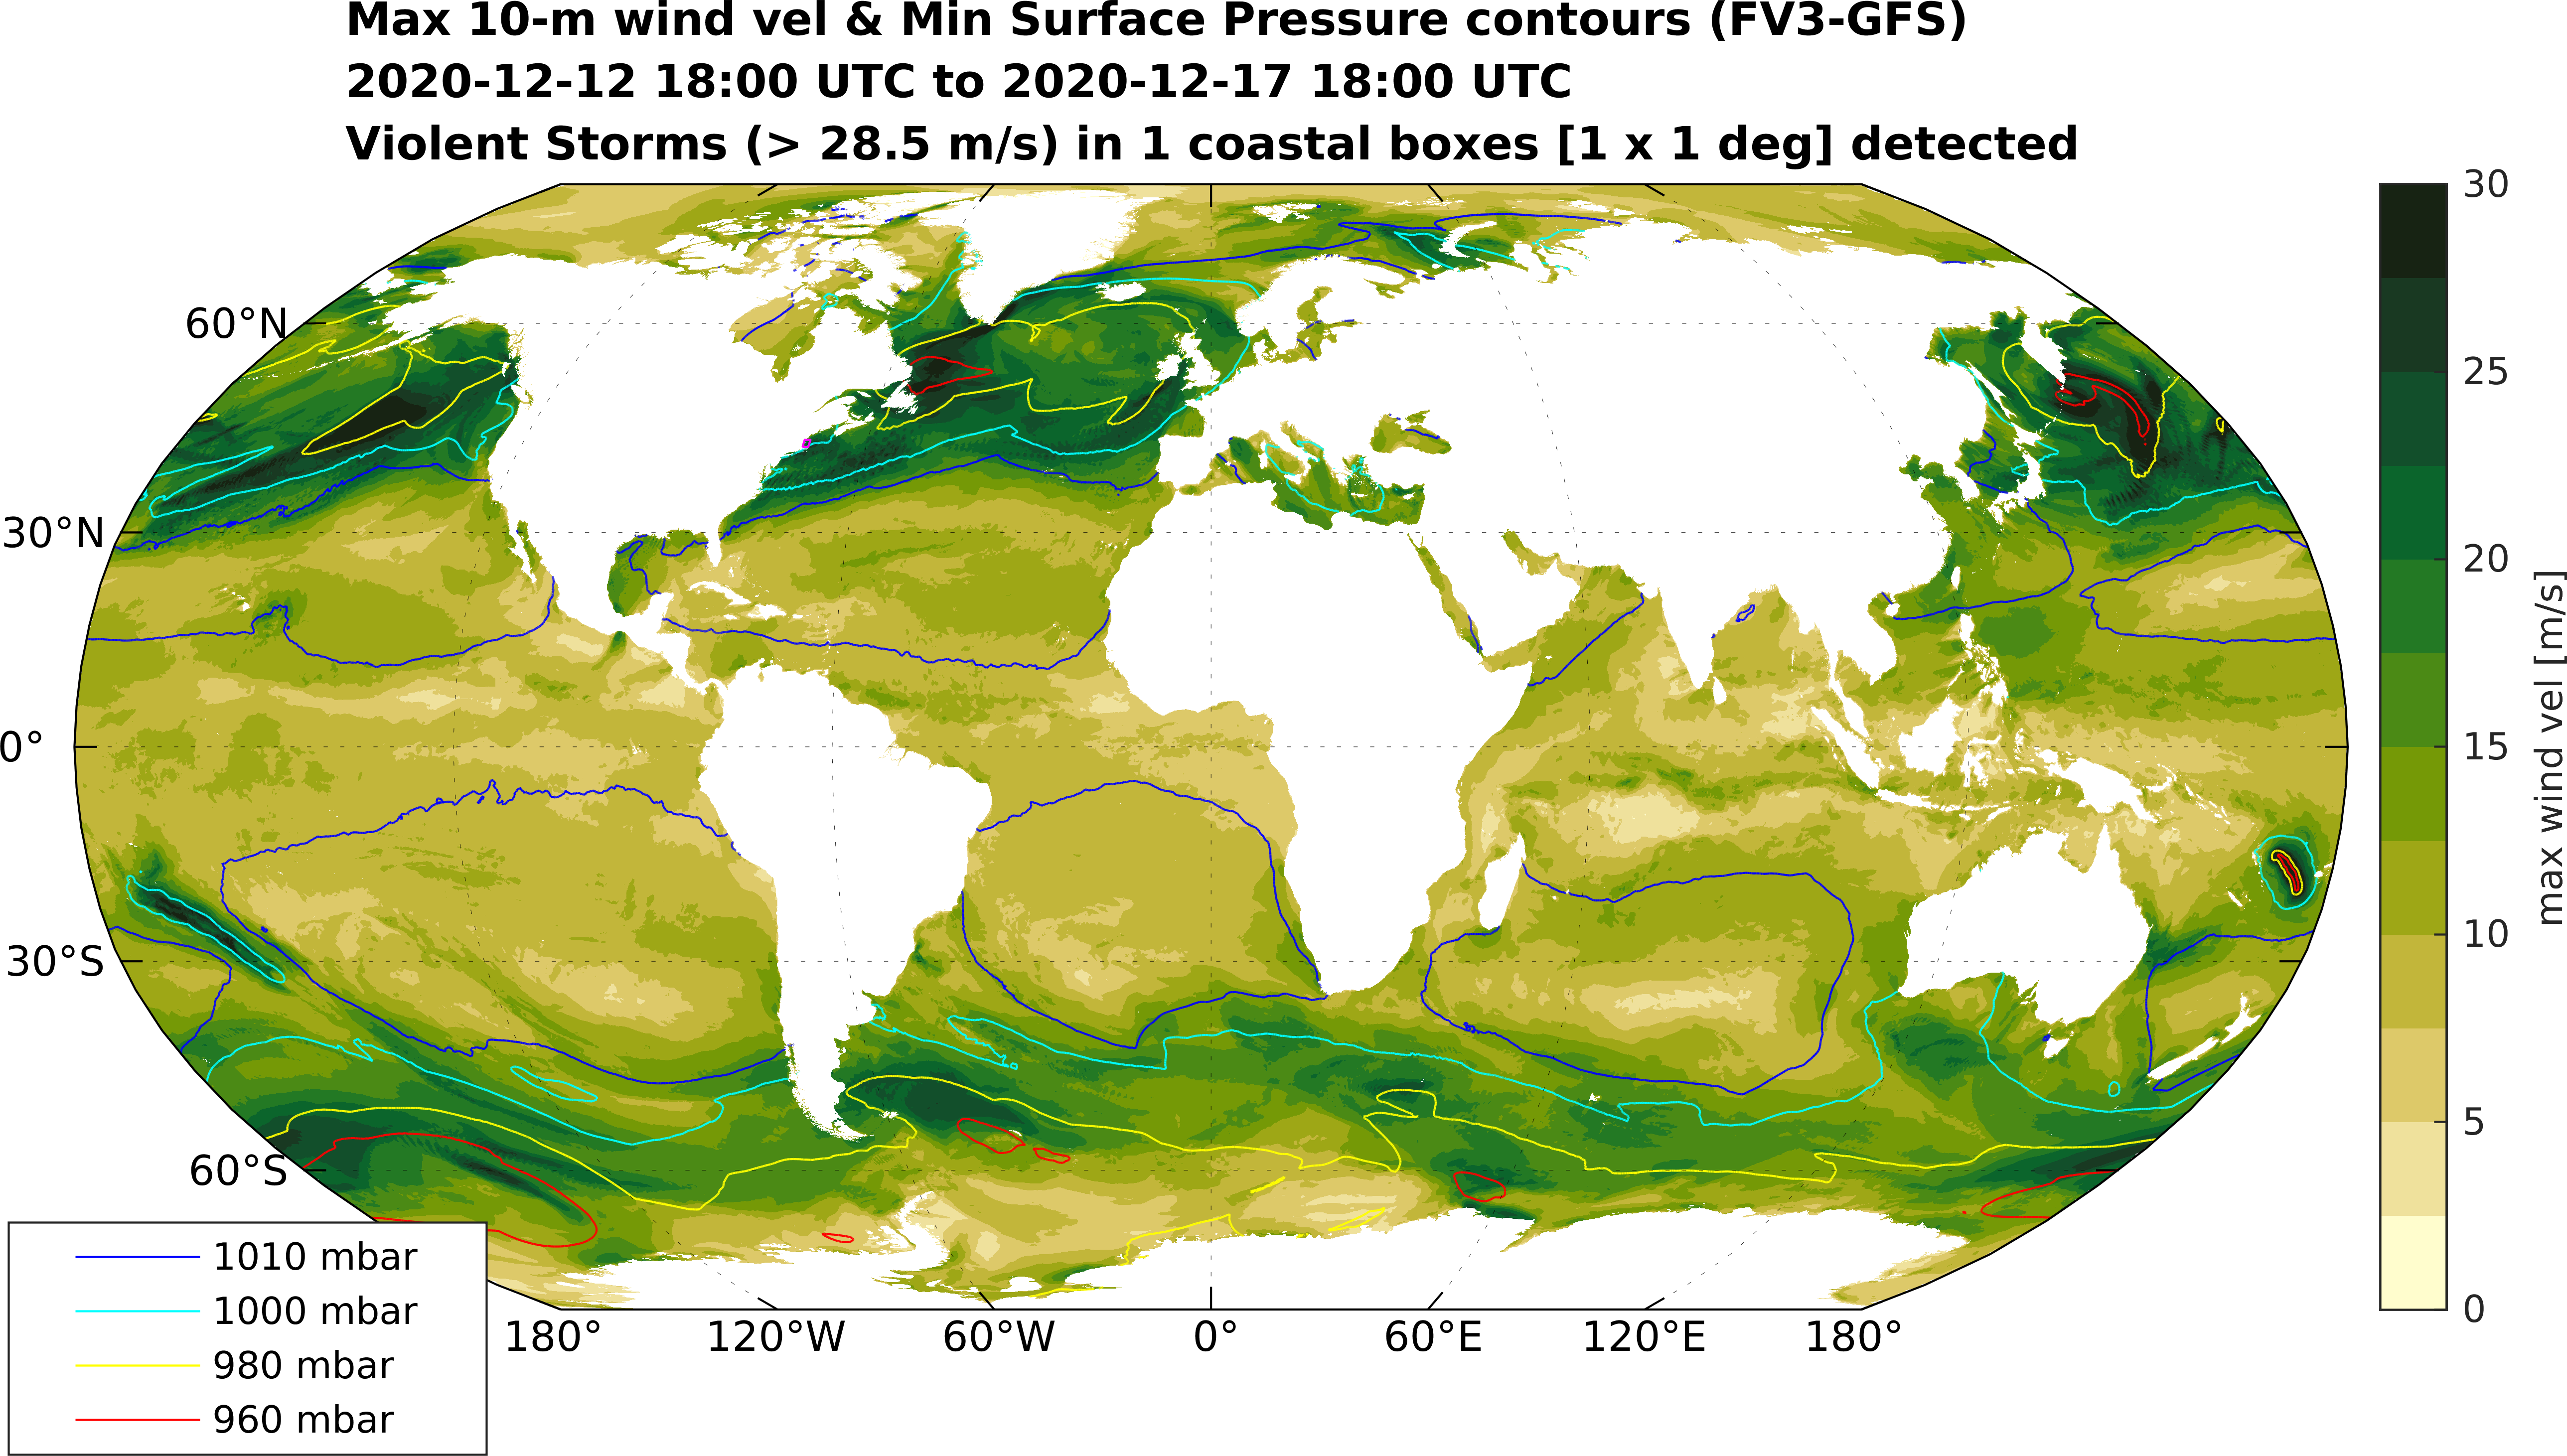 Max 10-m wind vel & Min Surface Pressure contours (FV3-GFS)
2020-12-12 18:00 UTC to 2020-12-17 18:00 UTC
Violent Storms (> 28.5 m/s) in 1 coastal boxes [1 x 1 deg] detected
60°N
30°N
0°
30°S
60°S
180°
120°W
60°W
0°
60°E
120°E
180°
1010 mbar
1000 mbar
980 mbar
960 mbar
30
25
20
15
10
5
0
max wind vel [m/s]